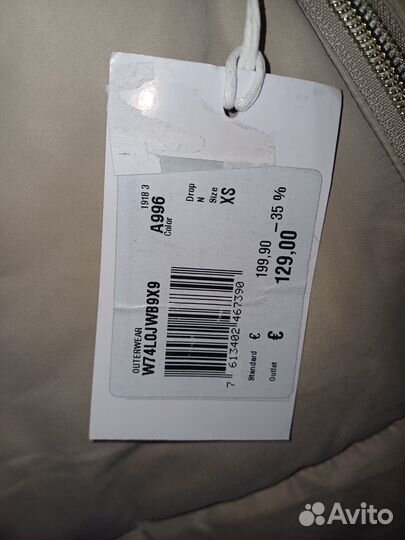 OUTERWEAR
W74L0JWB9X9
1918 3
A996
Color
Drop
N
Size
XS
7 613402 467390
Standard € 199,90 -35 %
Outlet € 129,00
Avito